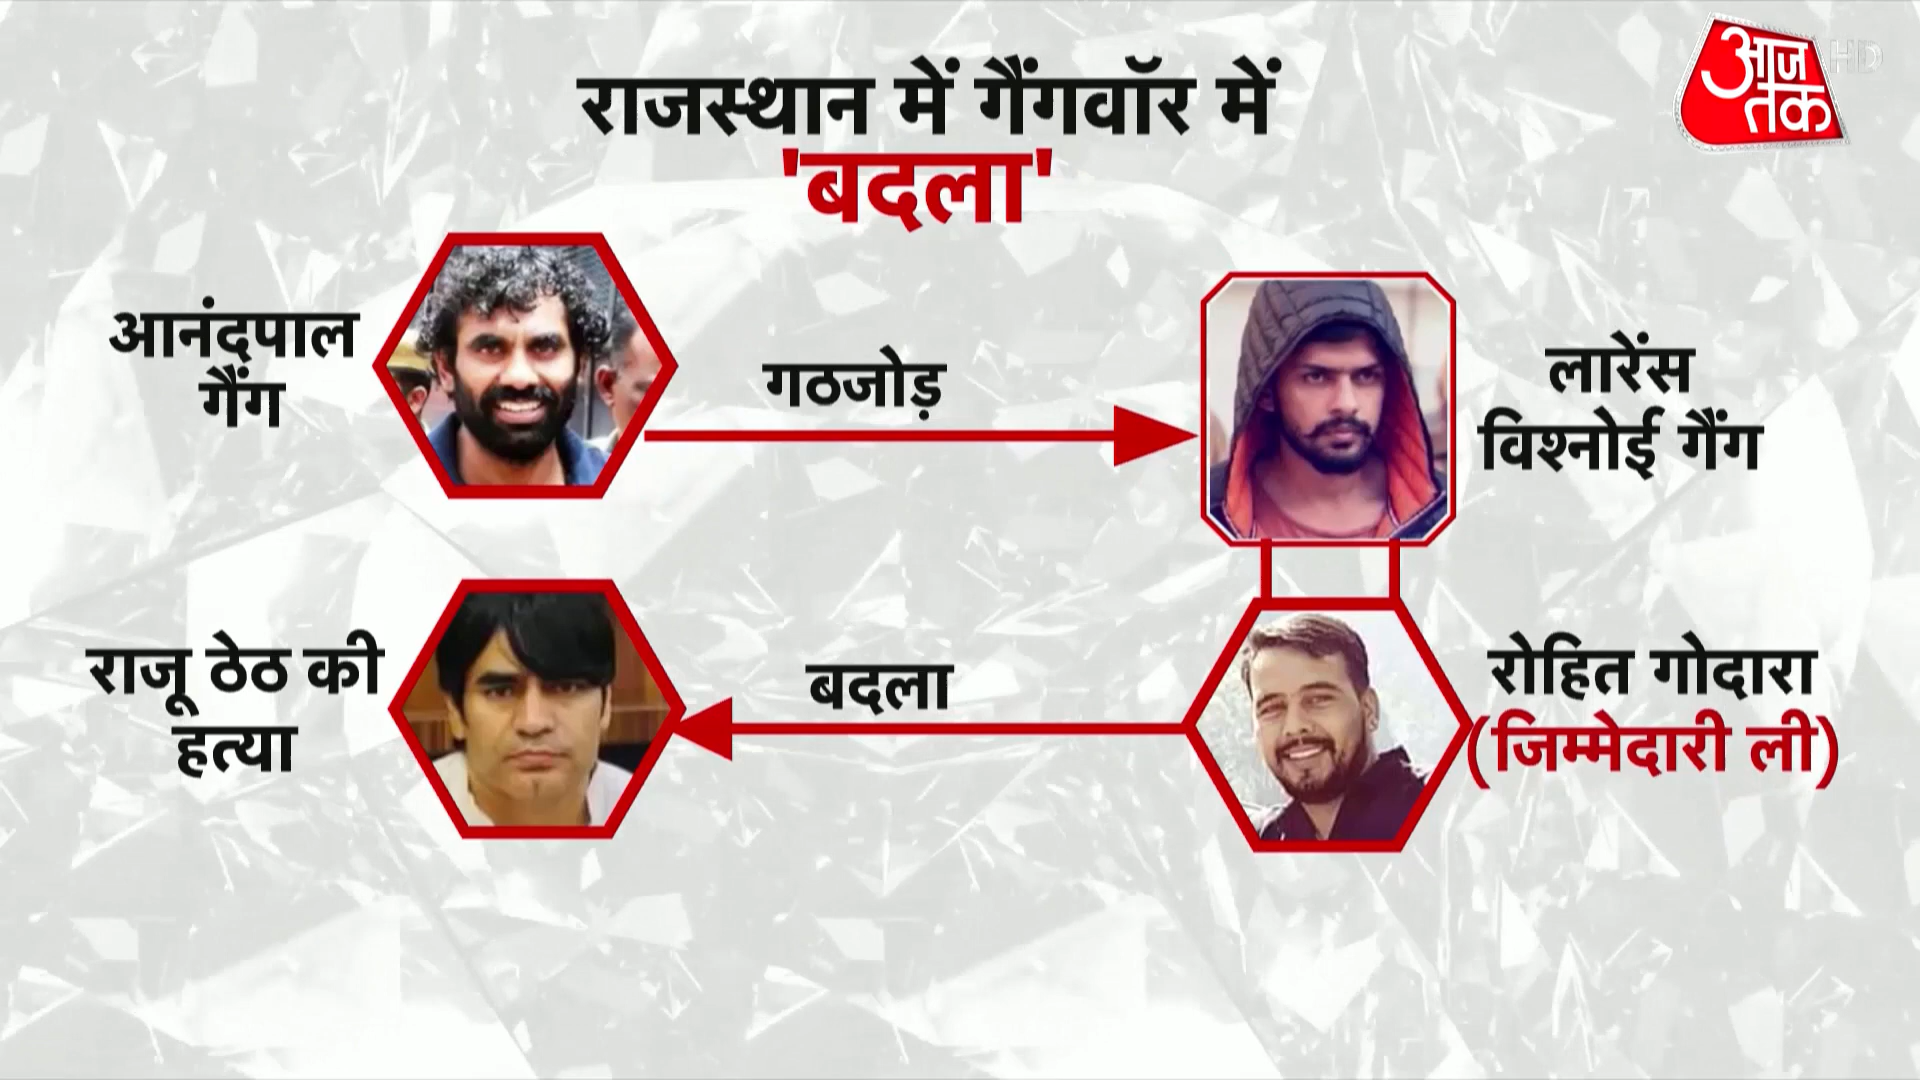 आज
तक
HD
राजस्थान में गैंगवॉर में
'बदला'
आनंदपाल
गैंग
गठजोड़
लारेंस
विश्नोई गैंग
राजू ठेठ की
हत्या
बदला
रोहित गोदारा
(जिम्मेदारी ली)